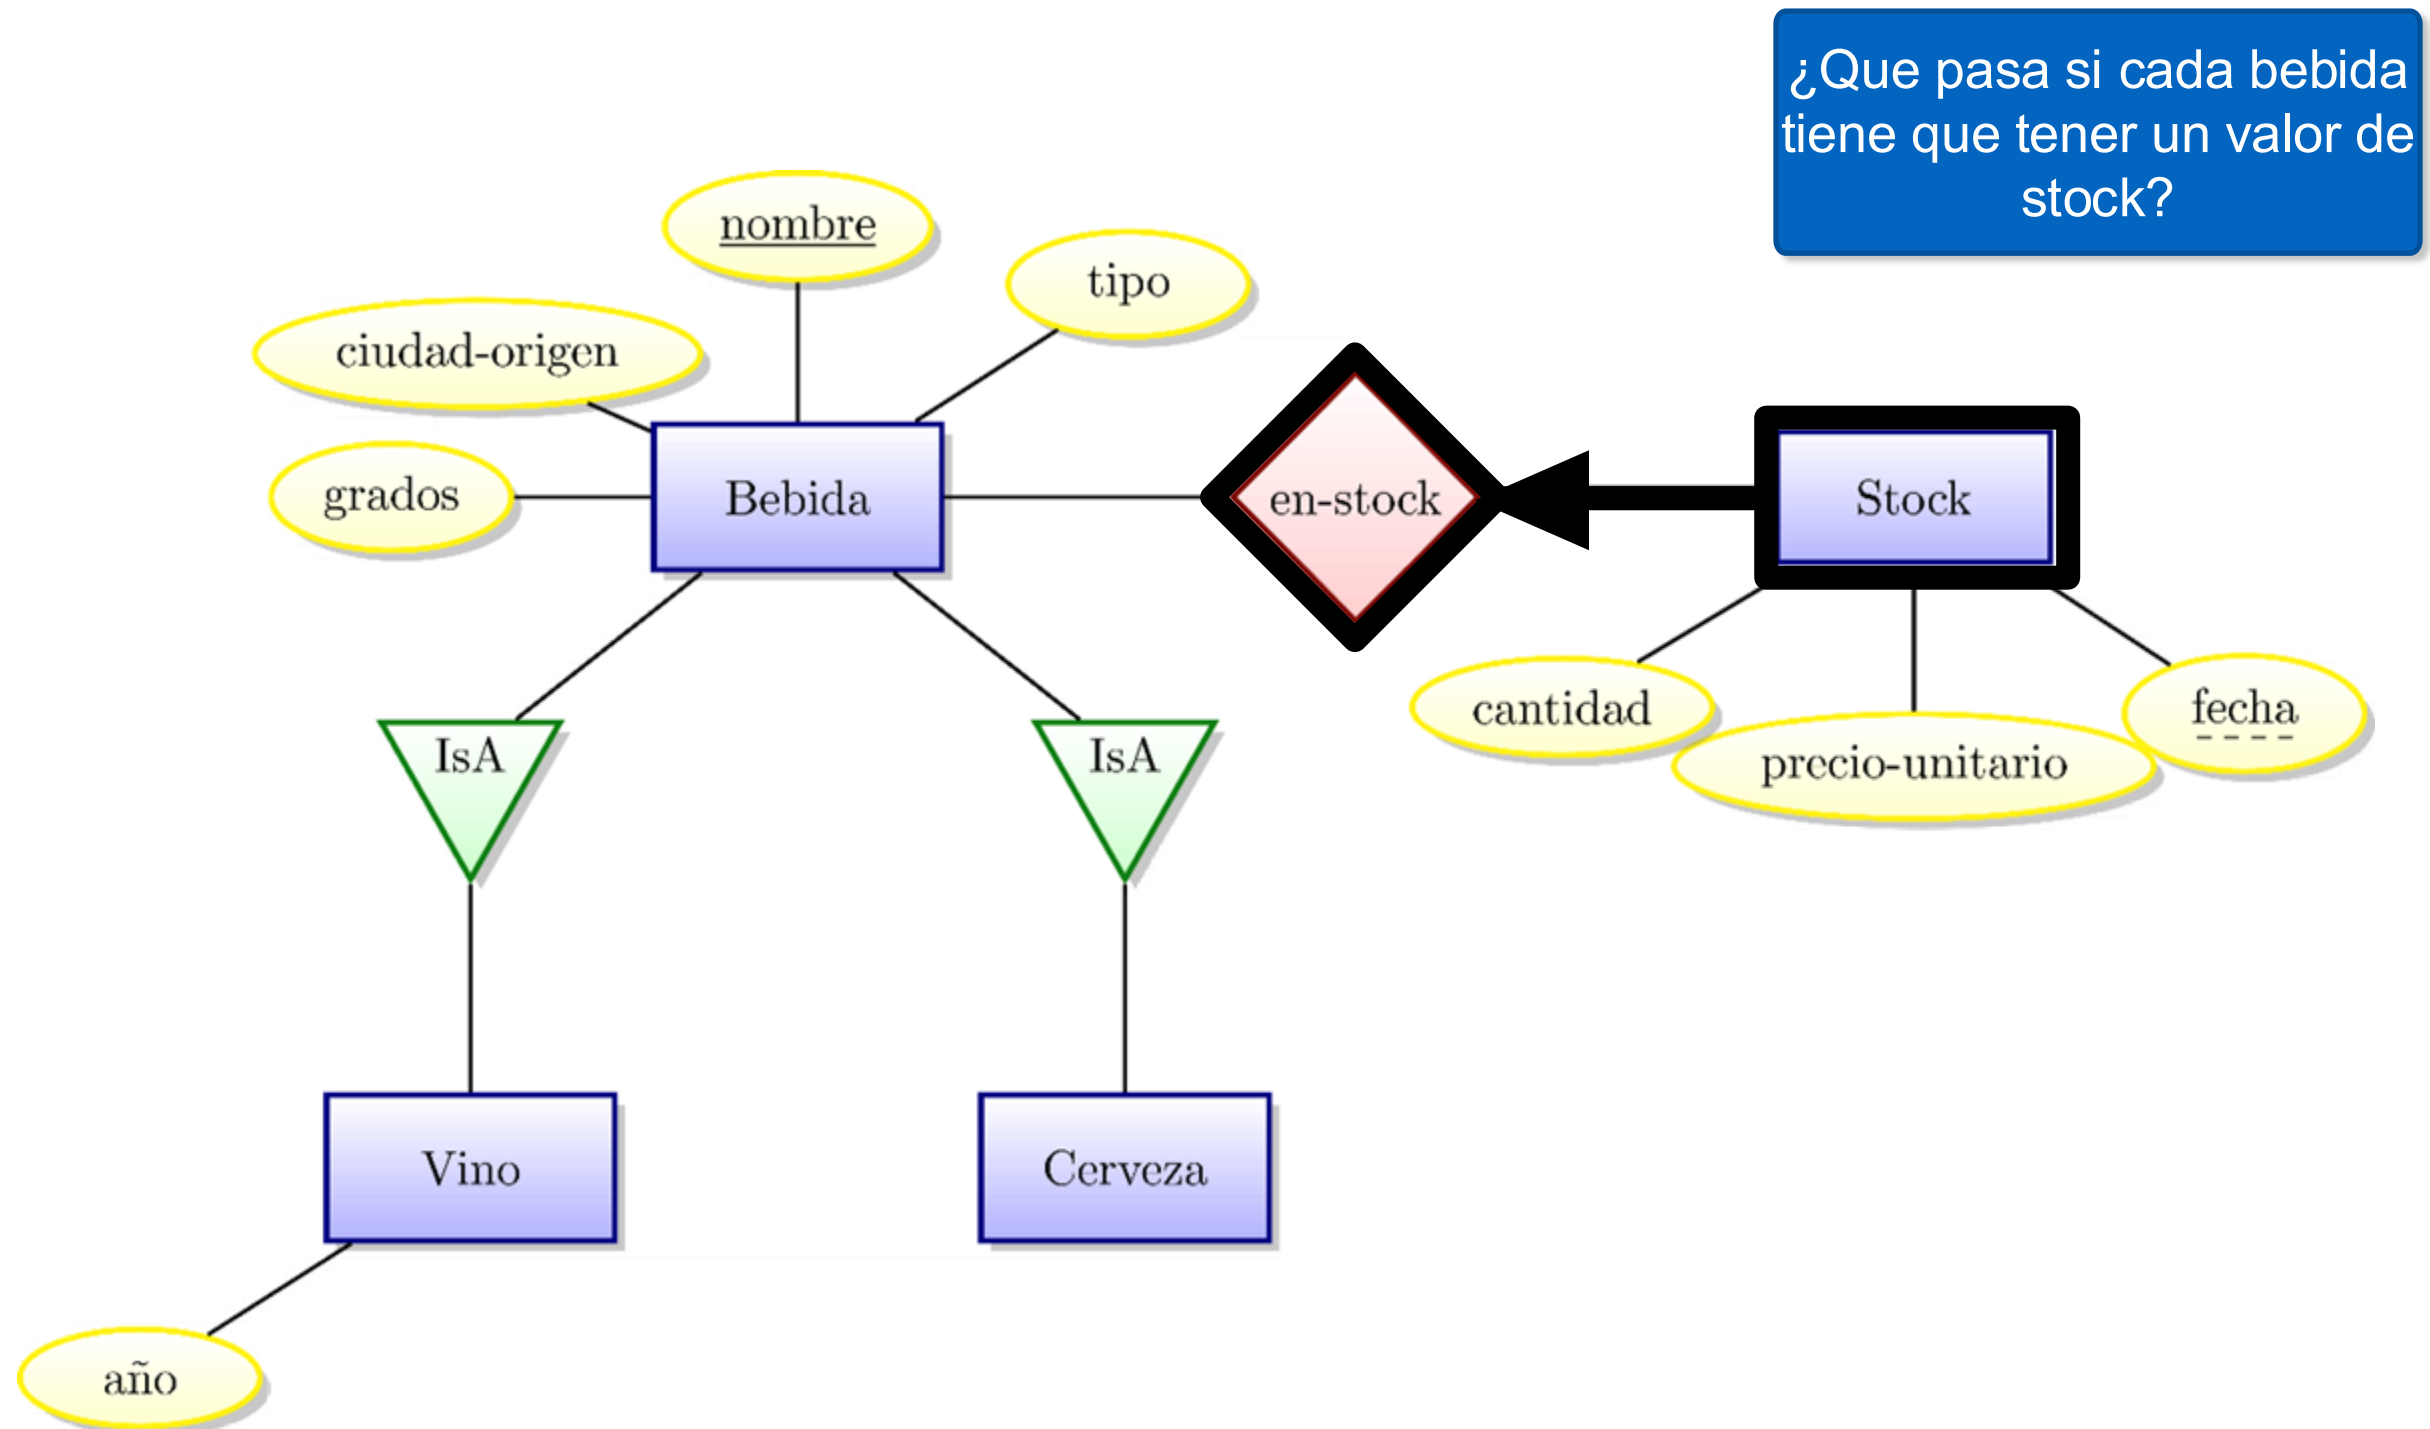 ¿Que pasa si cada bebida
tiene que tener un valor de
stock?
nombre
tipo
ciudad-origen
grados
Bebida
en-stock
Stock
cantidad
precio-unitario
fecha
IsA
IsA
Vino
Cerveza
año